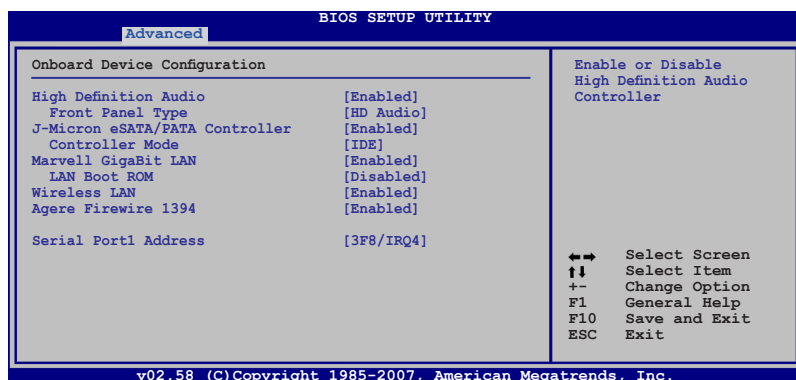 BIOS SETUP UTILITY
Advanced
Onboard Device Configuration
High Definition Audio [Enabled]
Front Panel Type [HD Audio]
J-Micron eSATA/PATA Controller [Enabled]
Controller Mode [IDE]
Marvell GigaBit LAN [Enabled]
LAN Boot ROM [Disabled]
Wireless LAN [Enabled]
Agere Firewire 1394 [Enabled]
Serial Port1 Address [3F8/IRQ4]
Enable or Disable
High Definition Audio
Controller
←→ Select Screen
↑↓ Select Item
+- Change Option
F1 General Help
F10 Save and Exit
ESC Exit
v02.58 (C)Copyright 1985-2007, American Megatrends, Inc.